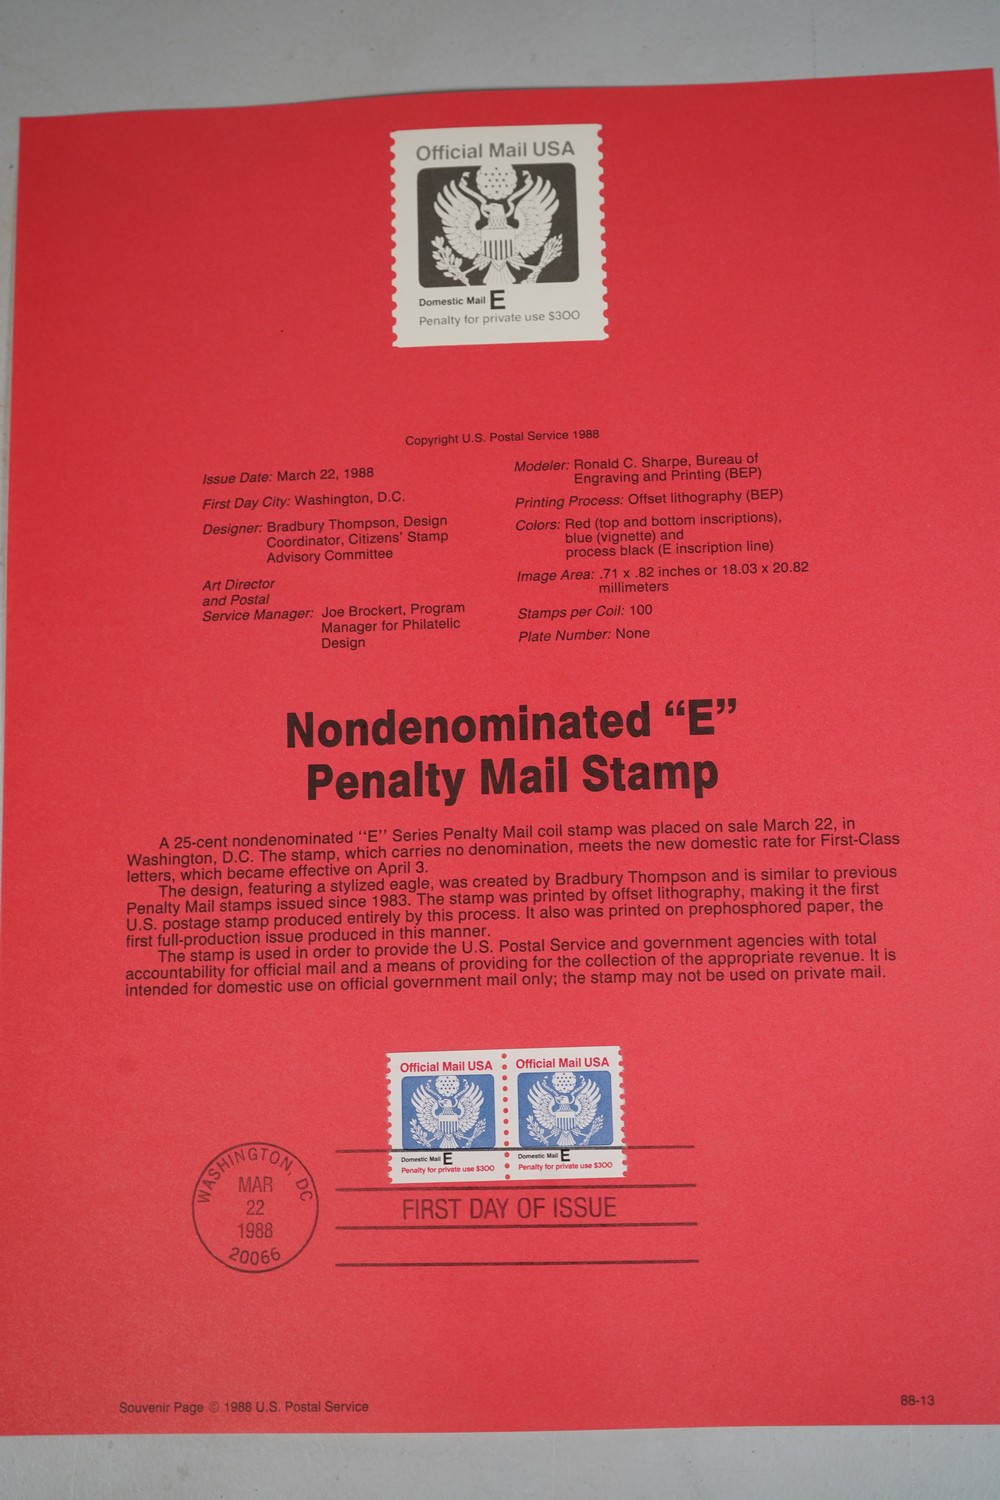 Official Mail USA
Domestic Mail E
Penalty for private use $300
Copyright U.S. Postal Service 1988
Issue Date: March 22, 1988
First Day City: Washington, D.C.
Designer: Bradbury Thompson, Design
Coordinator, Citizens' Stamp
Advisory Committee
Art Director
and Postal
Service Manager: Joe Brockert, Program
Manager for Philatelic
Design
Modeler: Ronald C. Sharpe, Bureau of
Engraving and Printing (BEP)
Printing Process: Offset lithography (BEP)
Colors: Red (top and bottom inscriptions),
blue (vignette) and
process black (E inscription line)
Image Area: .71 x .82 inches or 18.03 x 20.82
millimeters
Stamps per Coil: 100
Plate Number: None
Nondenominated “E”
Penalty Mail Stamp
A 25-cent nondenominated ‘‘E’’ Series Penalty Mail coil stamp was placed on sale March 22, in
Washington, D.C. The stamp, which carries no denomination, meets the new domestic rate for First-Class
letters, which became effective on April 3.
The design, featuring a stylized eagle, was created by Bradbury Thompson and is similar to previous
Penalty Mail stamps issued since 1983. The stamp was printed by offset lithography, making it the first
U.S. postage stamp produced entirely by this process. It also was printed on prephosphored paper, the
first full-production issue produced in this manner.
The stamp is used in order to provide the U.S. Postal Service and government agencies with total
accountability for official mail and a means of providing for the collection of the appropriate revenue. It is
intended for domestic use on official government mail only; the stamp may not be used on private mail.
Official Mail USA
Domestic Mail E
Penalty for private use $300
Official Mail USA
Domestic Mail E
Penalty for private use $300
WASHINGTON, DC
MAR
22
1988
20066
FIRST DAY OF ISSUE
Souvenir Page © 1988 U.S. Postal Service
88-13